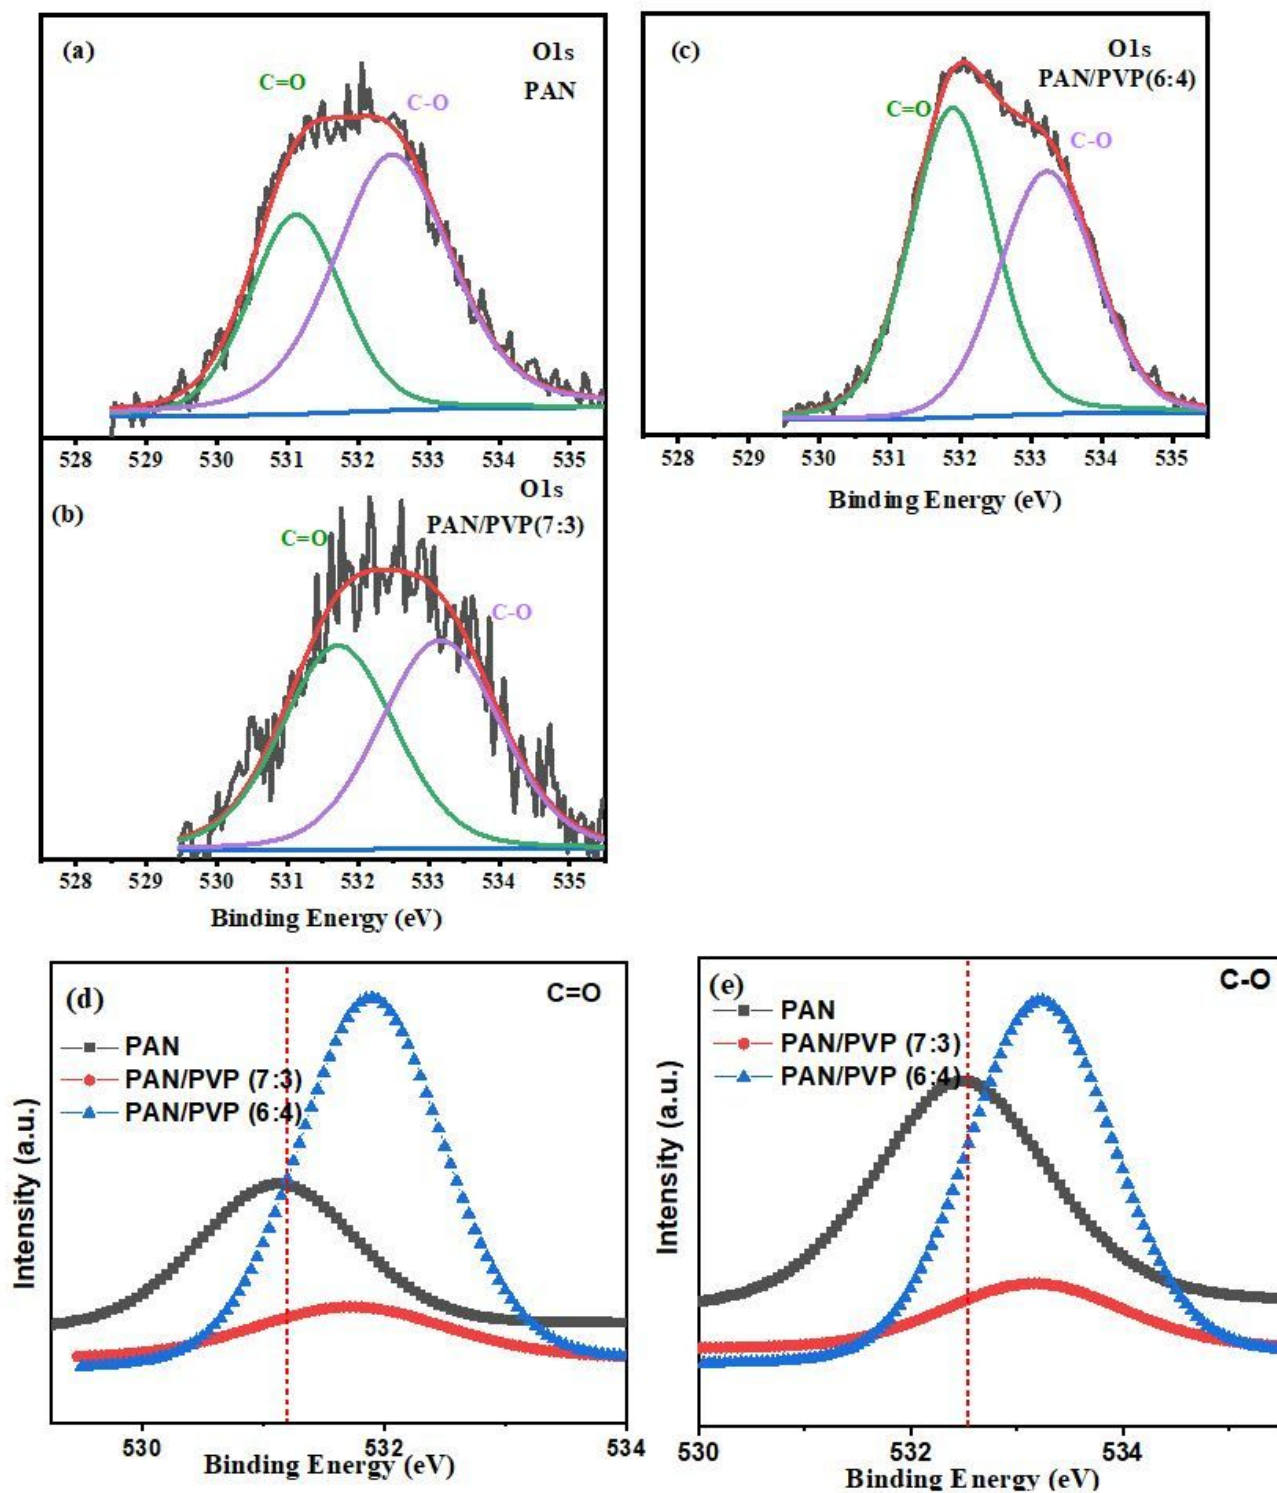 (a)
O1s
PAN
C=O
C-O
528 529 530 531 532 533 534 535
(b)
O1s
PAN/PVP(7:3)
C=O
C-O
528 529 530 531 532 533 534 535
Binding Energy (eV)
(c)
O1s
PAN/PVP(6:4)
C=O
C-O
528 529 530 531 532 533 534 535
Binding Energy (eV)
(d)
C=O
PAN
PAN/PVP (7:3)
PAN/PVP (6:4)
Intensity (a.u.)
530 532 534
Binding Energy (eV)
(e)
C-O
PAN
PAN/PVP (7:3)
PAN/PVP (6:4)
Intensity (a.u.)
530 532 534
Binding Energy (eV)